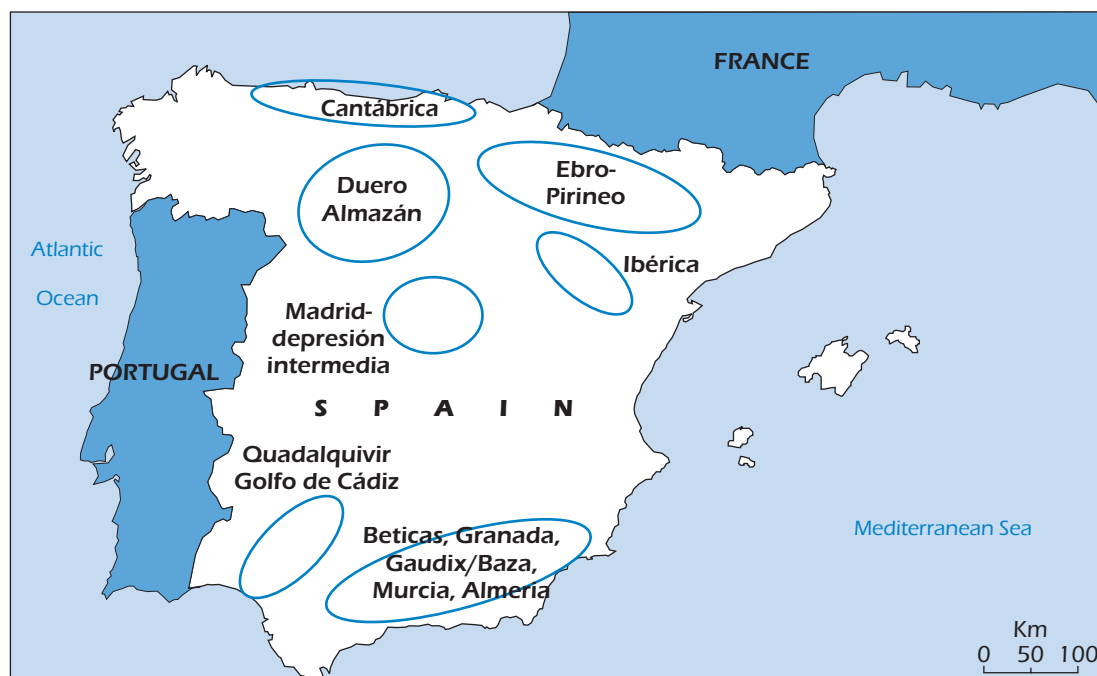 FRANCE
Cantábrica
Ebro-
Pirineo
Duero
Almazán
Atlantic
Ocean
Ibérica
Madrid-
depresión
intermedia
PORTUGAL
S P A I N
Quadalquivir
Golfo de Cádiz
Mediterranean Sea
Beticas, Granada,
Gaudix/Baza,
Murcia, Almeria
Km
0 50 100